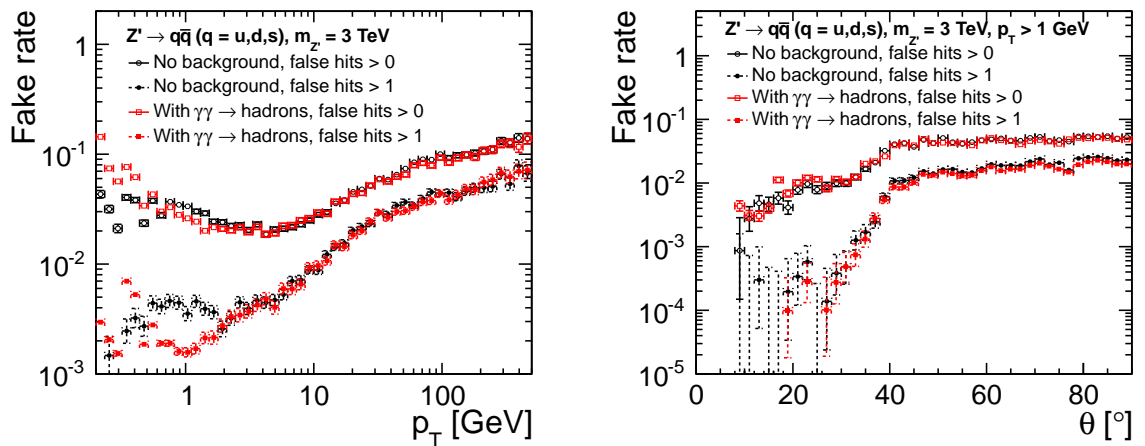 Fake rate
1
10⁻¹
10⁻²
10⁻³
1
10
100
p_T [GeV]
Z' → qq̅ (q = u,d,s), m_Z' = 3 TeV
No background, false hits > 0
No background, false hits > 1
With γγ → hadrons, false hits > 0
With γγ → hadrons, false hits > 1
Fake rate
1
10⁻¹
10⁻²
10⁻³
10⁻⁴
10⁻⁵
0
20
40
60
80
θ [°]
Z' → qq̅ (q = u,d,s), m_Z' = 3 TeV, p_T > 1 GeV
No background, false hits > 0
No background, false hits > 1
With γγ → hadrons, false hits > 0
With γγ → hadrons, false hits > 1